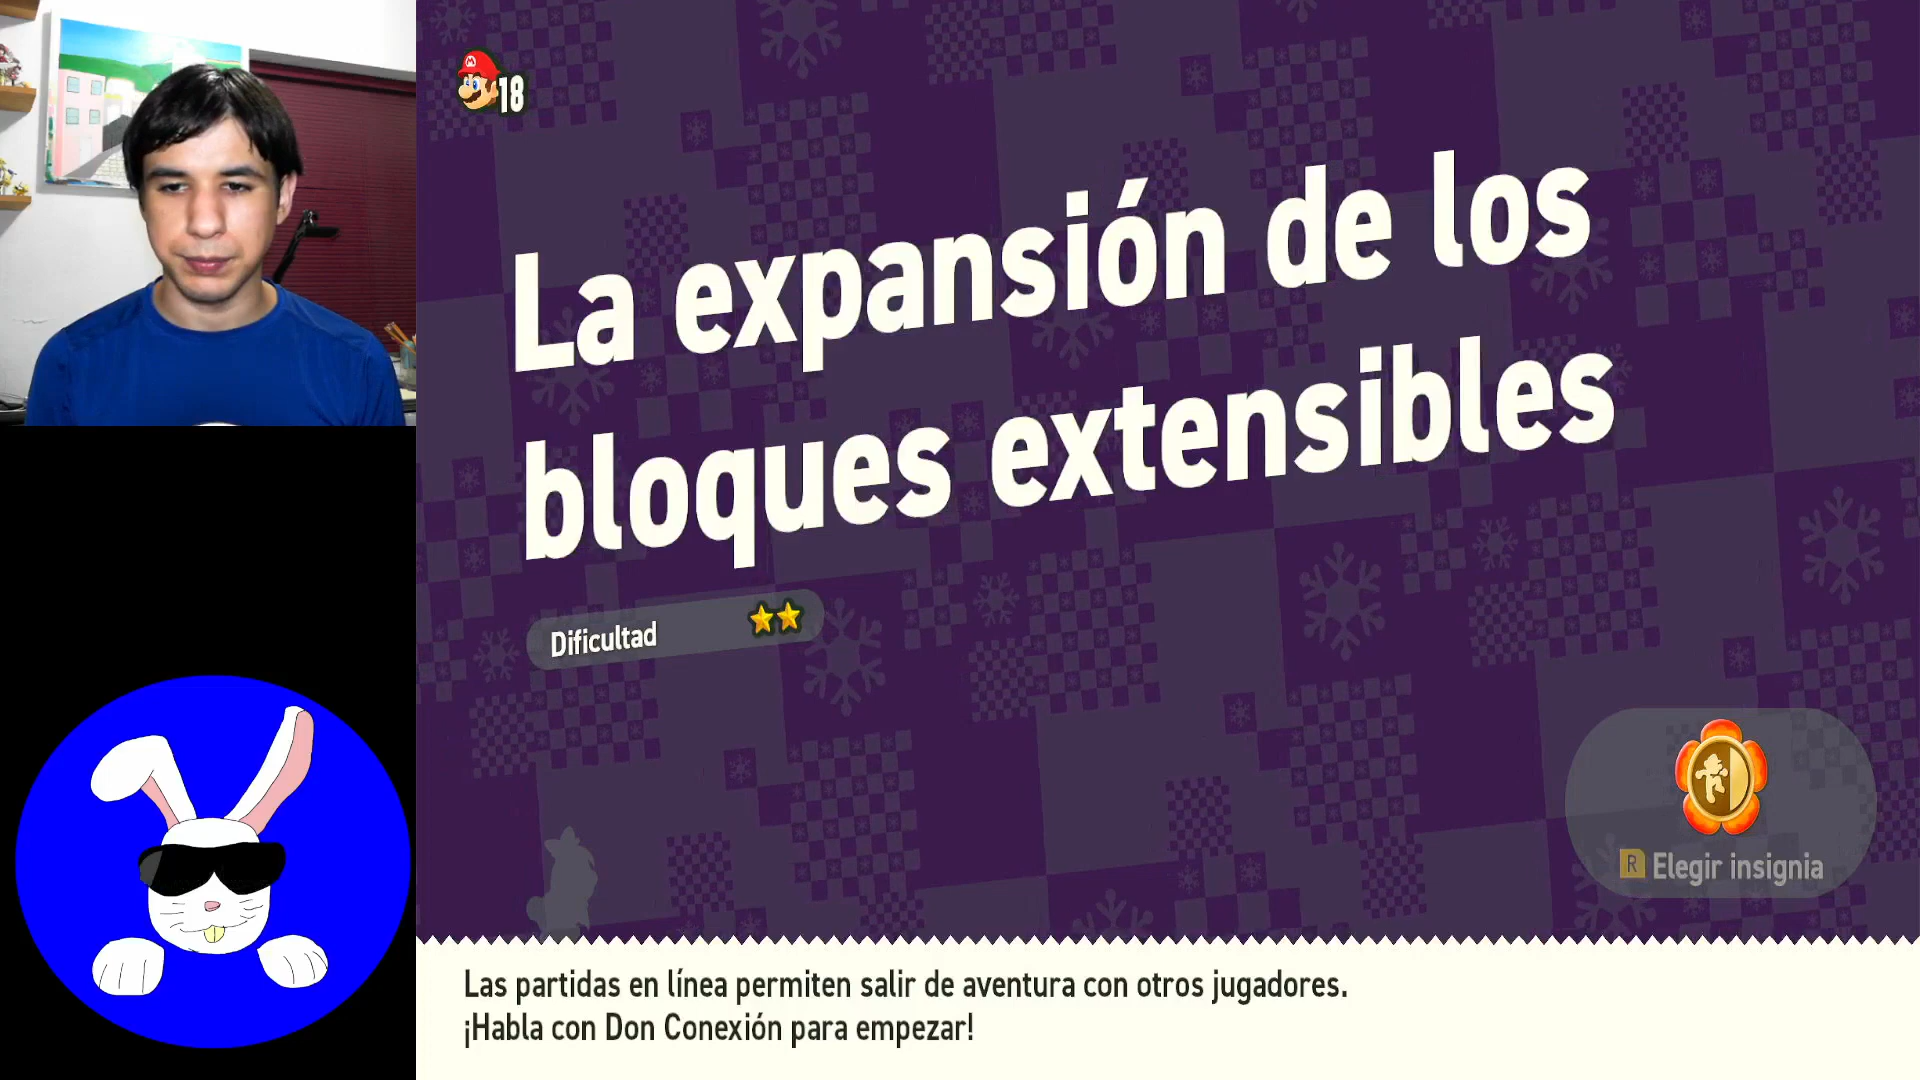 18
La expansión de los
bloques extensibles
Dificultad
R Elegir insignia
Las partidas en línea permiten salir de aventura con otros jugadores.
¡Habla con Don Conexión para empezar!